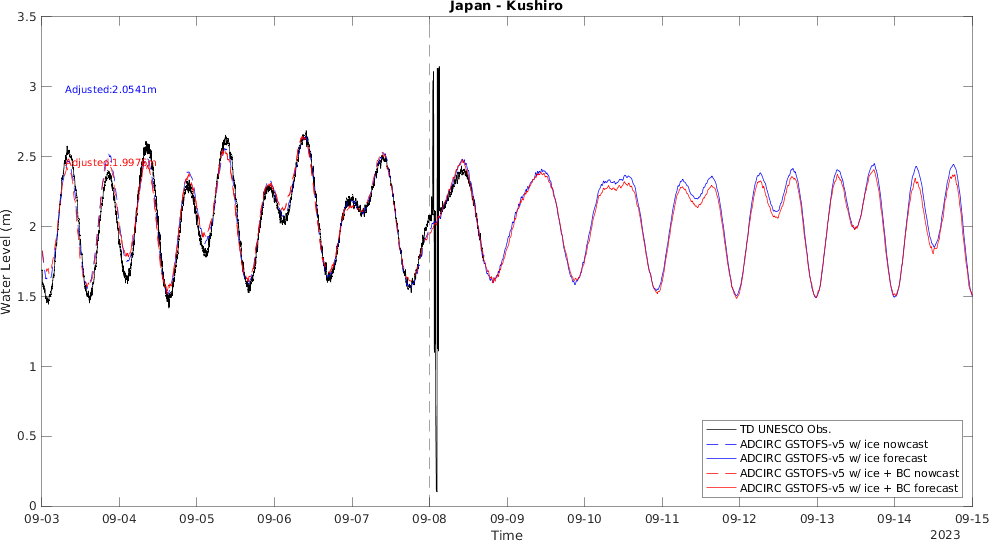 Japan - Kushiro
3.5
3
2.5
2
1.5
1
0.5
0
Water Level (m)
Adjusted:2.0541m
TD UNESCO Obs.
ADCIRC GSTOFS-v5 w/ ice nowcast
ADCIRC GSTOFS-v5 w/ ice forecast
ADCIRC GSTOFS-v5 w/ ice + BC nowcast
ADCIRC GSTOFS-v5 w/ ice + BC forecast
09-03 09-04 09-05 09-06 09-07 09-08 09-09 09-10 09-11 09-12 09-13 09-14 09-15
Time
2023